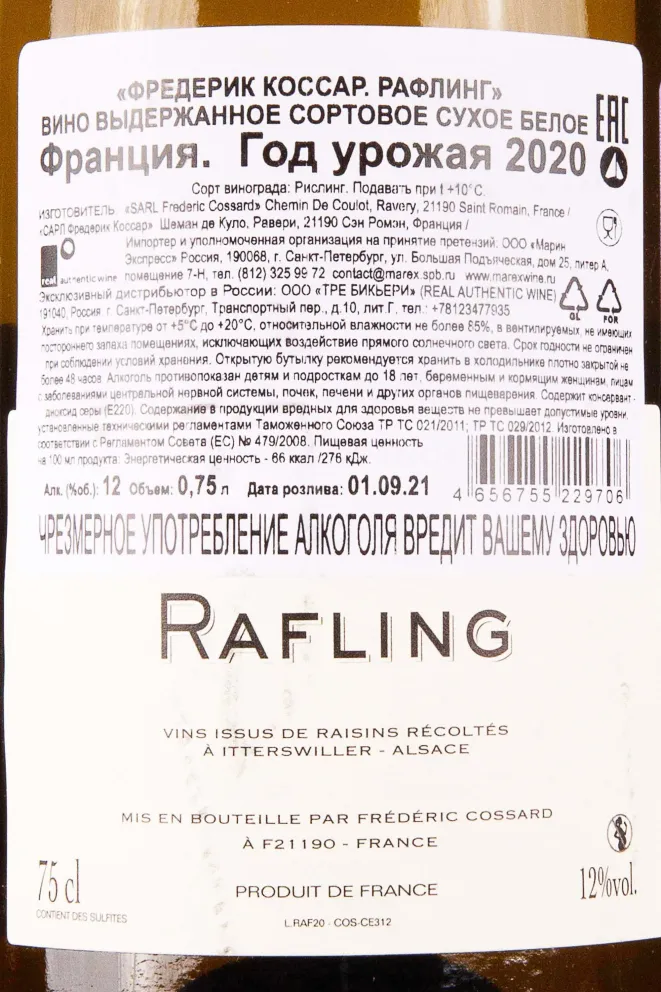 «ФРЕДЕРИК КОССАР. РАФЛИНГ»
ВИНО ВЫДЕРЖАННОЕ СОРТОВОЕ СУХОЕ БЕЛОЕ
EAC
Франция. Год урожая 2020
Сорт винограда: Рислинг. Подавать при t +10°С.
ИЗГОТОВИТЕЛЬ «SARL Frederic Cossard» Chemin De Coulot, Ravery, 21190 Saint Romain, France /
«САРЛ Фредерик Коссар» Шеман де Куло, Равери, 21190 Сэн Ромэн, Франция /
Импортер и уполномоченная организация на принятие претензий: ООО «Марин
Экспресс» Россия, 190068, г. Санкт-Петербург, ул. Большая Подъяческая, дом 25, литер А,
real authentic wine
помещение 7-Н, тел. (812) 325 99 72 contact@marex.spb.ru www.marexwine.ru
Эксклюзивный дистрибьютор в России: ООО «ТРЕ БИКЬЕРИ» (REAL AUTHENTIC WINE)
191040, Россия, г. Санкт-Петербург, Транспортный пер., д.10, лит.Г. тел.: +78123477935
GL
FOR
Хранить при температуре от +5°С до +20°С, относительной влажности не более 85%, в вентилируемых, не имеющих
постороннего запаха помещениях, исключающих воздействие прямого солнечного света. Срок годности не ограничен
при соблюдении условий хранения. Открытую бутылку рекомендуется хранить в холодильнике плотно закрытой не
более 48 часов. Алкоголь противопоказан детям и подросткам до 18 лет, беременным и кормящим женщинам, лицам
с заболеваниями центральной нервной системы, почек, печени и других органов пищеварения. Содержит консервант -
диоксид серы (Е220). Содержание в продукции вредных для здоровья веществ не превышает допустимые уровни,
установленные техническими регламентами Таможенного Союза ТР ТС 021/2011; ТР ТС 029/2012. Изготовлено в
соответствии с Регламентом Совета (ЕС) № 479/2008. Пищевая ценность
на 100 мл продукта: Энергетическая ценность - 66 ккал /276 кДж.
Алк. (%об.): 12 Объем: 0,75 л Дата розлива: 01.09.21
4 656755 229706
ЧРЕЗМЕРНОЕ УПОТРЕБЛЕНИЕ АЛКОГОЛЯ ВРЕДИТ ВАШЕМУ ЗДОРОВЬЮ
RAFLING
VINS ISSUS DE RAISINS RÉCOLTÉS
À ITTERSWILLER - ALSACE
MIS EN BOUTEILLE PAR FRÉDÉRIC COSSARD
À F21190 - FRANCE
75 cl
12%vol.
PRODUIT DE FRANCE
CONTIENT DES SULFITES
L.RAF20 - COS-CE312